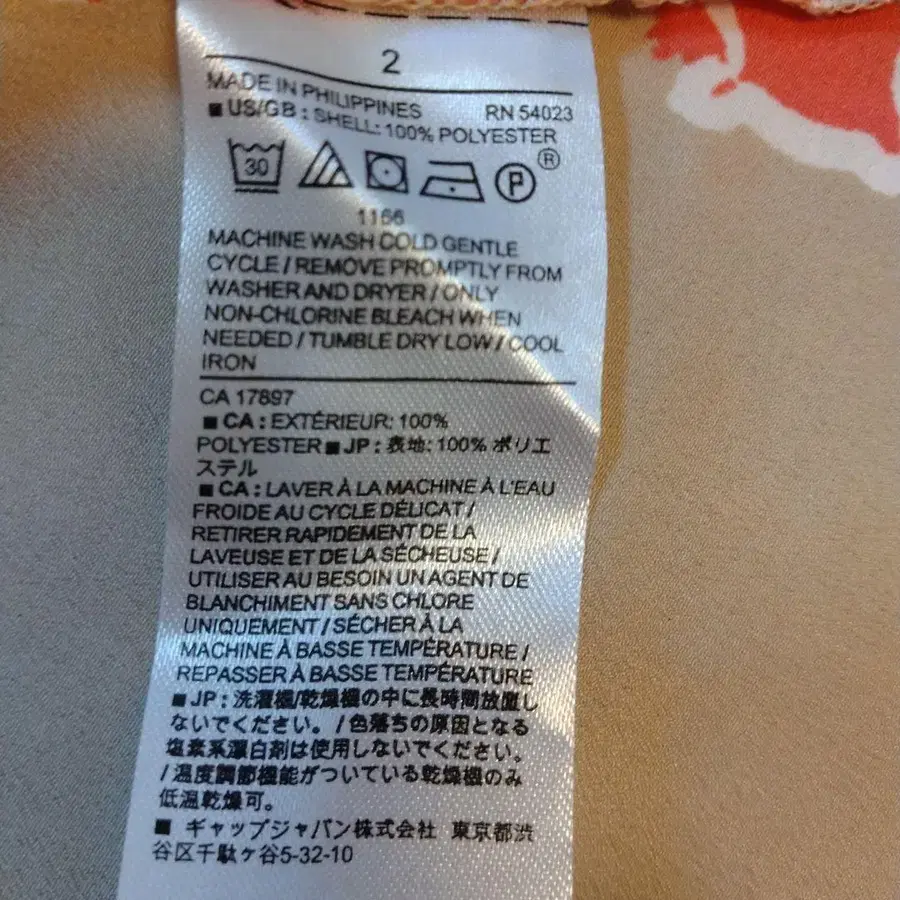 2
MADE IN PHILIPPINES RN 54023
■ US/GB : SHELL: 100% POLYESTER
30 P ®
1166
MACHINE WASH COLD GENTLE
CYCLE / REMOVE PROMPTLY FROM
WASHER AND DRYER / ONLY
NON-CHLORINE BLEACH WHEN
NEEDED / TUMBLE DRY LOW / COOL
IRON
CA 17897
■ CA : EXTÉRIEUR: 100%
POLYESTER ■ JP : 表地: 100% ポリエ
ステル
■ CA : LAVER À LA MACHINE À L'EAU
FROIDE AU CYCLE DÉLICAT /
RETIRER RAPIDEMENT DE LA
LAVEUSE ET DE LA SÉCHEUSE /
UTILISER AU BESOIN UN AGENT DE
BLANCHIMENT SANS CHLORE
UNIQUEMENT / SÉCHER À LA
MACHINE À BASSE TEMPÉRATURE /
REPASSER À BASSE TEMPÉRATURE
■ JP : 洗濯機/乾燥機の中に長時間放置し
ないでください。/色落ちの原因となる
塩素系漂白剤は使用しないでください。
/温度調節機能がついている乾燥機のみ
低温乾燥可。
■ ギャップジャパン株式会社 東京都渋
谷区千駄ヶ谷5-32-10